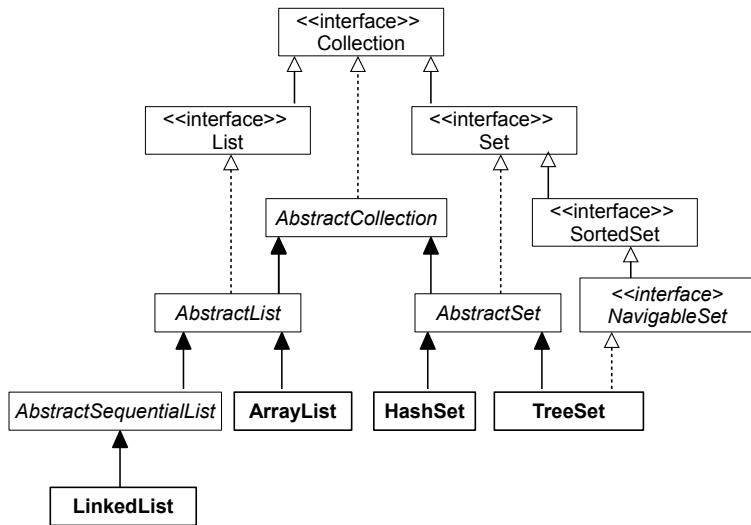 <<interface>>
Collection
<<interface>>
List
<<interface>>
Set
AbstractCollection
<<interface>>
SortedSet
AbstractList
AbstractSet
<<interface>
NavigableSet
AbstractSequentialList
ArrayList
HashSet
TreeSet
LinkedList